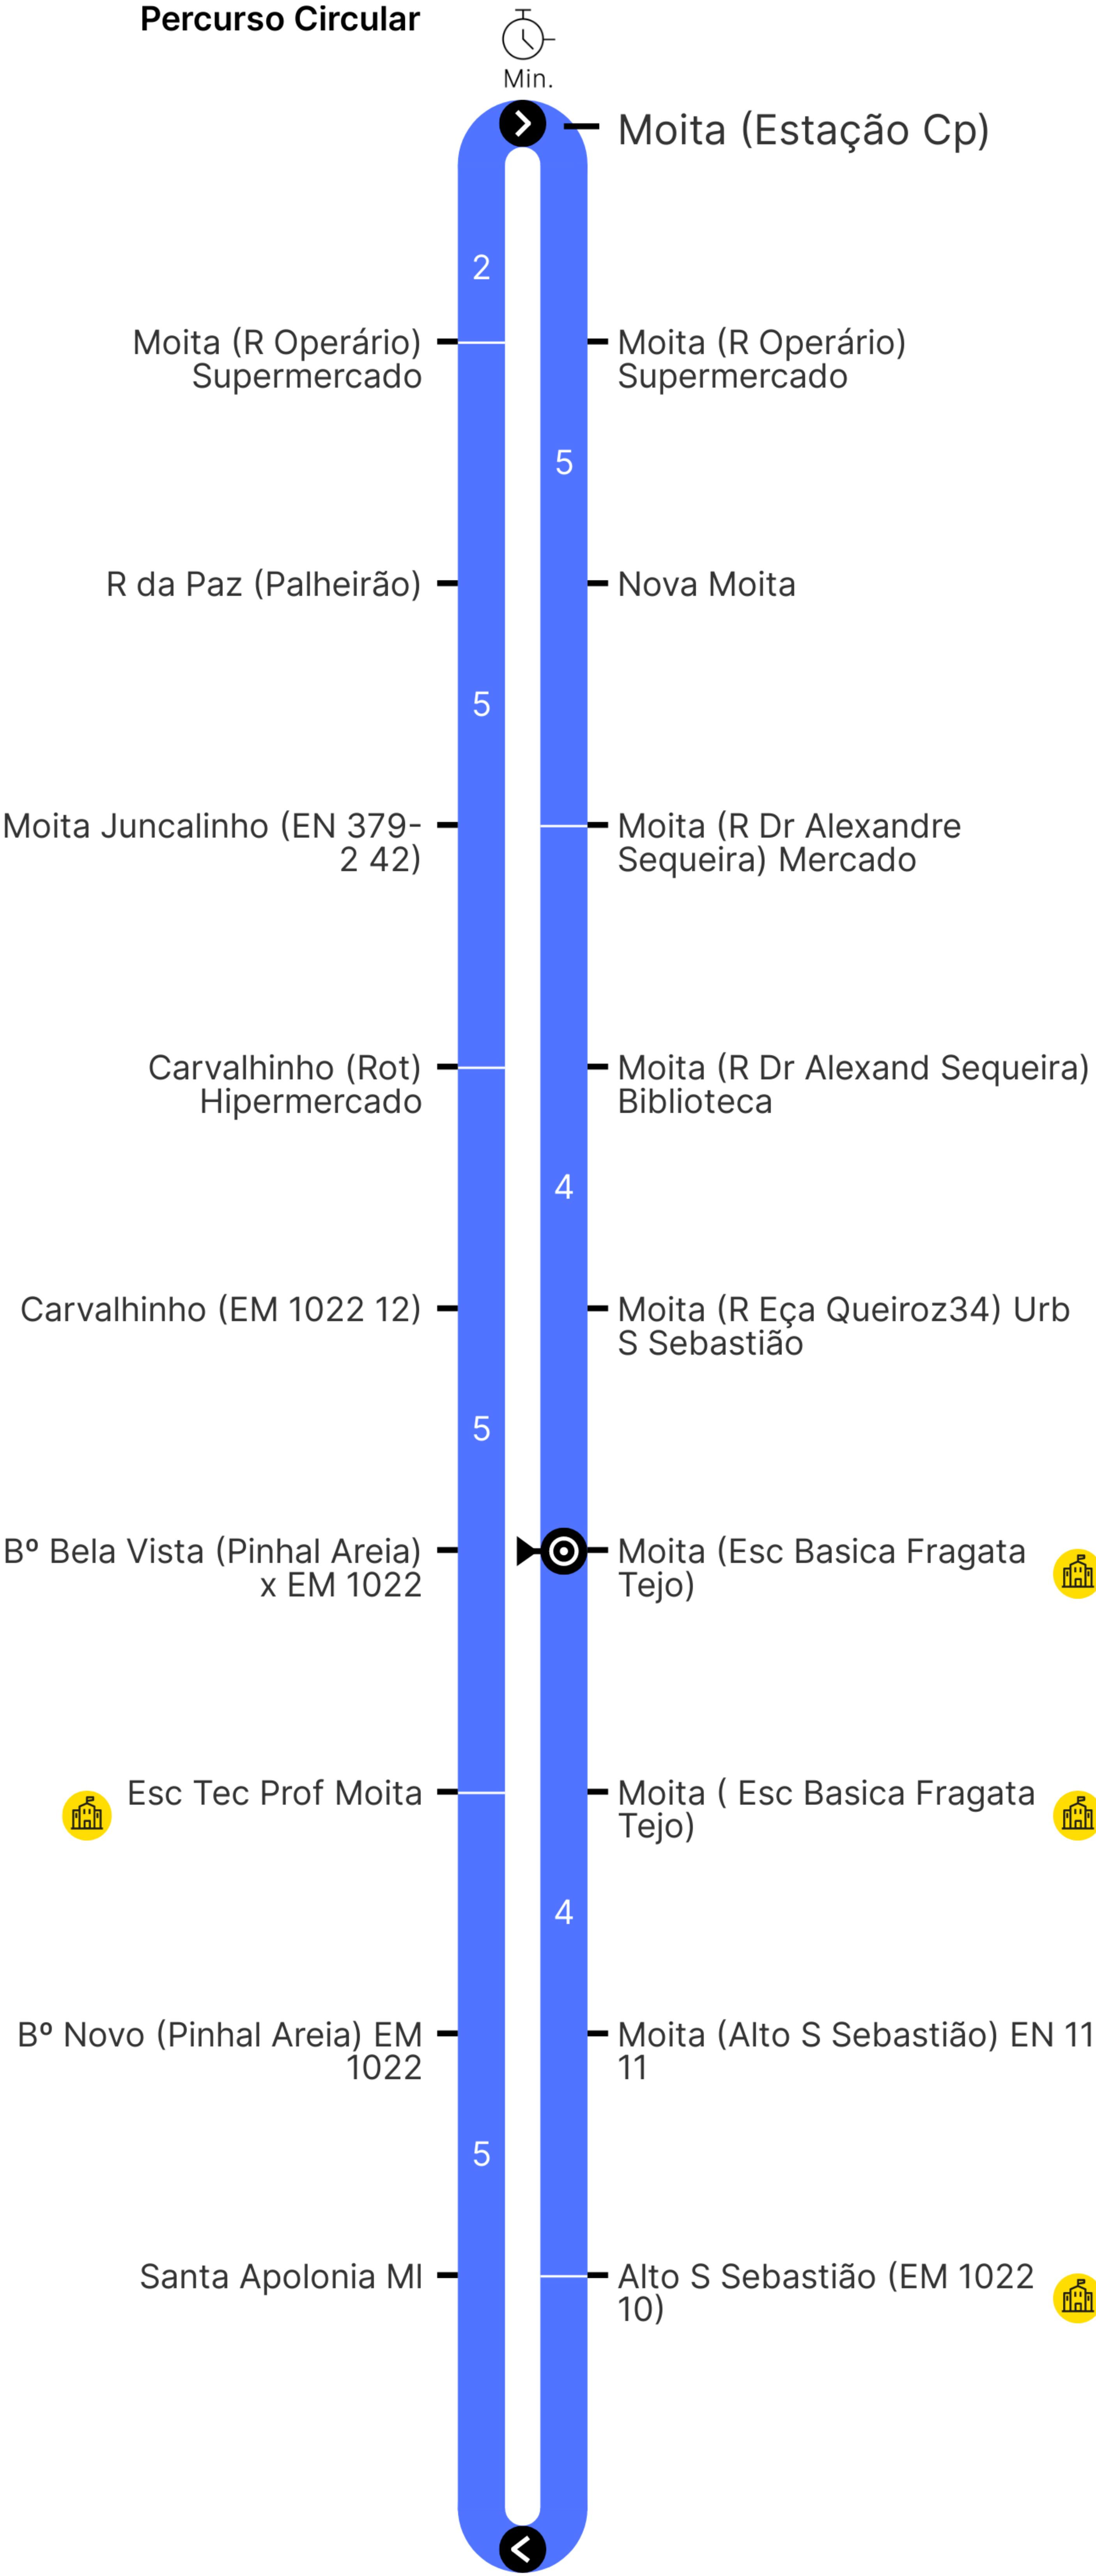 Percurso Circular
Min.
Moita (Estação Cp)
2
Moita (R Operário)
Supermercado
Moita (R Operário)
Supermercado
5
R da Paz (Palheirão)
Nova Moita
5
Moita Juncalinho (EN 379-
2 42)
Moita (R Dr Alexandre
Sequeira) Mercado
Carvalhinho (Rot)
Hipermercado
Moita (R Dr Alexand Sequeira)
Biblioteca
4
Carvalhinho (EM 1022 12)
Moita (R Eça Queiroz34) Urb
S Sebastião
5
Bº Bela Vista (Pinhal Areia)
x EM 1022
Moita (Esc Basica Fragata
Tejo)
Esc Tec Prof Moita
Moita ( Esc Basica Fragata
Tejo)
4
Bº Novo (Pinhal Areia) EM
1022
Moita (Alto S Sebastião) EN 11
11
5
Santa Apolonia MI
Alto S Sebastião (EM 1022
10)